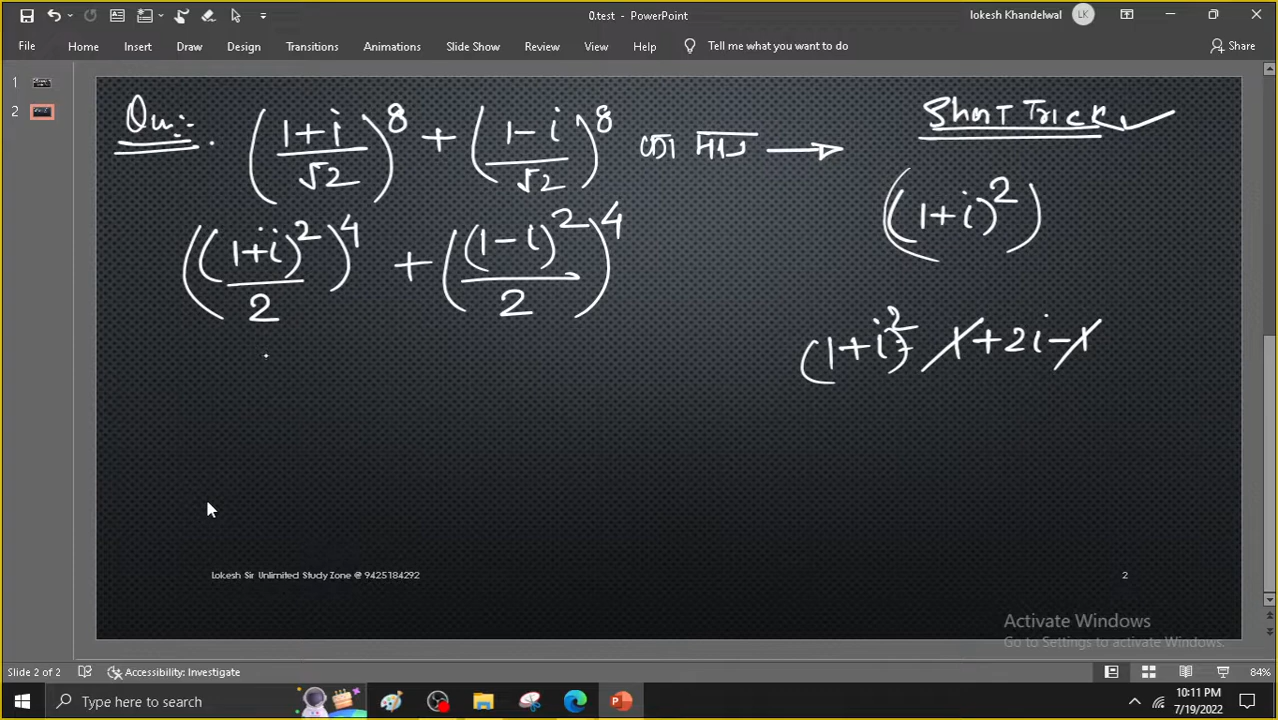 0.test - PowerPoint
lokesh Khandelwal LK
File Home Insert Draw Design Transitions Animations Slide Show Review View Help Tell me what you want to do Share
1
2
Qu:-. ((1+i)/√2)^8 + ((1-i)/√2)^8 का मान →
Short Trick
((1+i)^2/2)^4 + ((1-i)^2/2)^4
((1+i)^2)
(1+i)^2 = 1+2i-1
Lokesh Sir Unlimited Study Zone @ 9425184292
2
Activate Windows
Go to Settings to activate Windows.
Slide 2 of 2 Accessibility: Investigate 84%
Type here to search
10:11 PM
7/19/2022